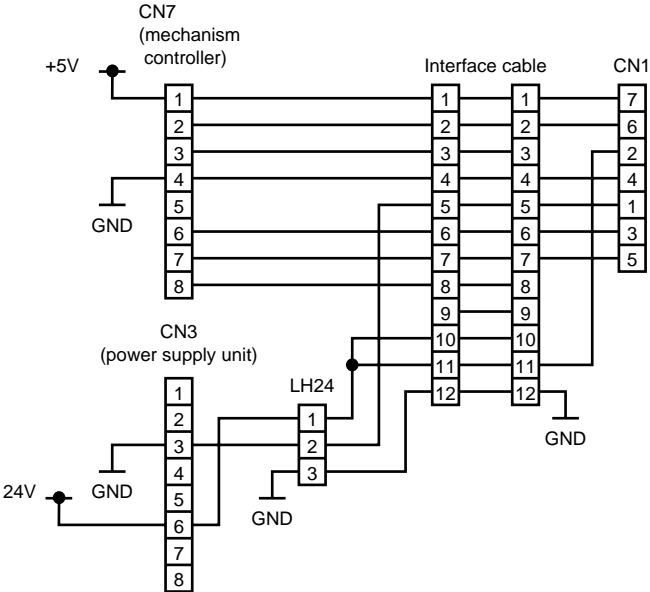 CN7
(mechanism
controller)
+5V
Interface cable
CN1
1 1 1 7
2 2 2 6
3 3 3 2
4 4 4 4
5 5 5 1
6 6 6 3
7 7 7 5
8 8 8
9 9
10 10
11 11
12 12
GND
CN3
(power supply unit)
LH24
1
2
3
4
5
6
7
8
1
2
3
GND
24V
GND
GND